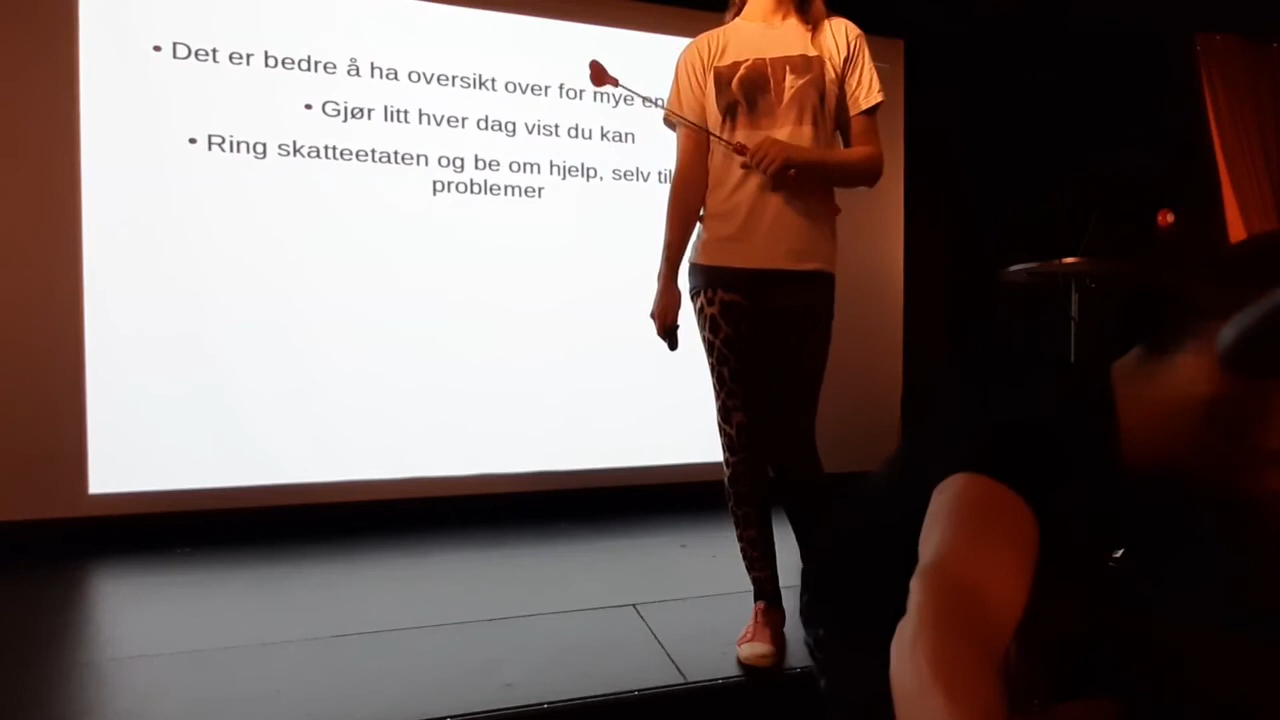 • Det er bedre å ha oversikt over for mye en
• Gjør litt hver dag vist du kan
• Ring skatteetaten og be om hjelp, selv til
problemer